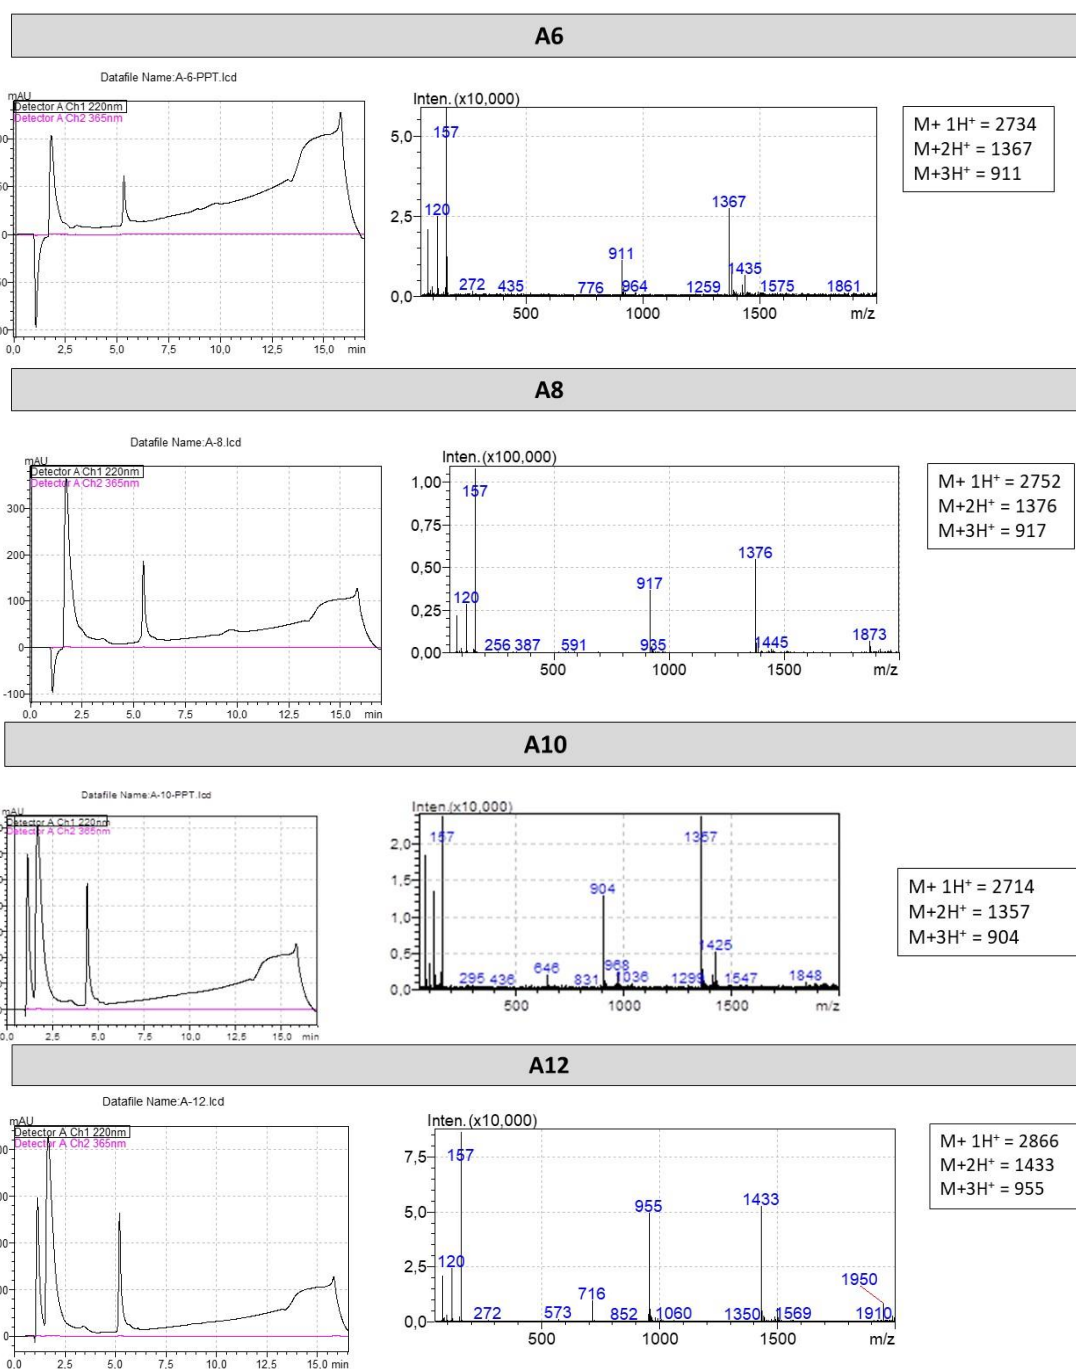 A6
Datafile Name:A-6-PPT.lcd
mAU
Detector A Ch1 220nm
Detector A Ch2 365nm
0
0,0 2,5 5,0 7,5 10,0 12,5 15,0 min
Inten. (x10,000)
5,0
2,5
0,0
157
120
272
435
776
911
964
1259
1367
1435
1575
1861
500 1000 1500 m/z
M+ 1H⁺ = 2734
M+2H⁺ = 1367
M+3H⁺ = 911
A8
Datafile Name:A-8.lcd
mAU
Detector A Ch1 220nm
Detector A Ch2 365nm
300
200
100
0
-100
0,0 2,5 5,0 7,5 10,0 12,5 15,0 min
Inten. (x100,000)
1,00
0,75
0,50
0,25
0,00
157
120
256
387
591
917
935
1376
1445
1873
500 1000 1500 m/z
M+ 1H⁺ = 2752
M+2H⁺ = 1376
M+3H⁺ = 917
A10
Datafile Name:A-10-PPT.lcd
mAU
Detector A Ch1 220nm
Detector A Ch2 365nm
0,0 2,5 5,0 7,5 10,0 12,5 15,0 min
Inten. (x10,000)
2,0
1,5
1,0
0,5
0,0
157
295
436
646
831
904
968
1036
1299
1357
1425
1547
1848
500 1000 1500 m/z
M+ 1H⁺ = 2714
M+2H⁺ = 1357
M+3H⁺ = 904
A12
Datafile Name:A-12.lcd
mAU
Detector A Ch1 220nm
Detector A Ch2 365nm
0
0,0 2,5 5,0 7,5 10,0 12,5 15,0 min
Inten. (x10,000)
7,5
5,0
2,5
0,0
157
120
272
573
716
852
955
1060
1350
1433
1569
1910
1950
500 1000 1500 m/z
M+ 1H⁺ = 2866
M+2H⁺ = 1433
M+3H⁺ = 955